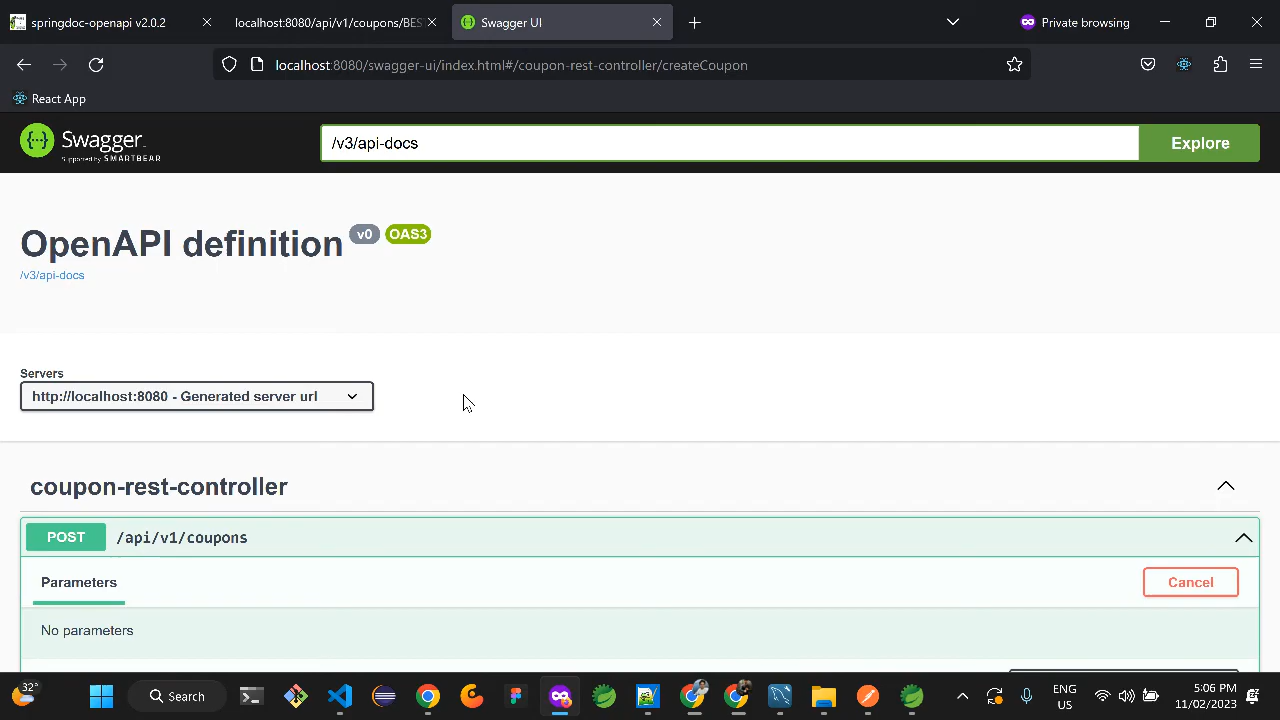 springdoc-openapi v2.0.2
localhost:8080/api/v1/coupons/BES
Swagger UI
Private browsing
localhost:8080/swagger-ui/index.html#/coupon-rest-controller/createCoupon
React App
Swagger
Supported by SMARTBEAR
/v3/api-docs
Explore
OpenAPI definition v0 OAS3
/v3/api-docs
Servers
http://localhost:8080 - Generated server url
coupon-rest-controller
POST /api/v1/coupons
Parameters
Cancel
No parameters
32°
Search
ENG
US
5:06 PM
11/02/2023